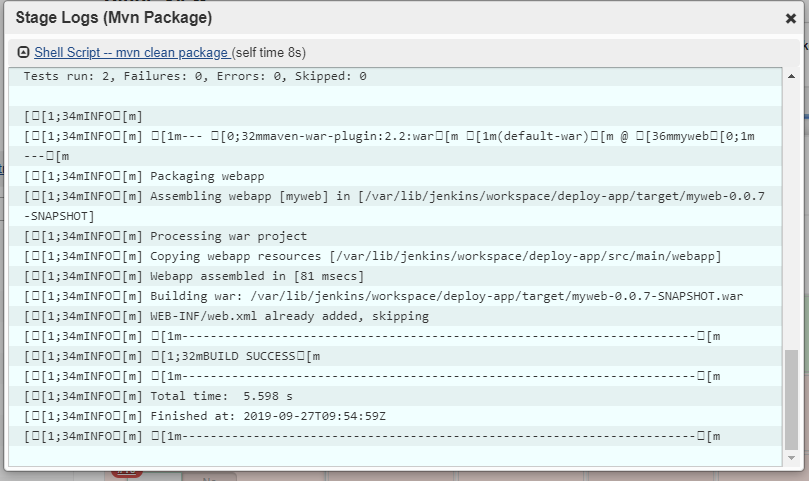 Stage Logs (Mvn Package)
Shell Script -- mvn clean package (self time 8s)
Tests run: 2, Failures: 0, Errors: 0, Skipped: 0
[□[1;34mINFO□[m]
[□[1;34mINFO□[m] □[1m--- □[0;32mmaven-war-plugin:2.2:war□[m □[1m(default-war)□[m @ □[36mmyweb□[0;1m
---□[m
[□[1;34mINFO□[m] Packaging webapp
[□[1;34mINFO□[m] Assembling webapp [myweb] in [/var/lib/jenkins/workspace/deploy-app/target/myweb-0.0.7
-SNAPSHOT]
[□[1;34mINFO□[m] Processing war project
[□[1;34mINFO□[m] Copying webapp resources [/var/lib/jenkins/workspace/deploy-app/src/main/webapp]
[□[1;34mINFO□[m] Webapp assembled in [81 msecs]
[□[1;34mINFO□[m] Building war: /var/lib/jenkins/workspace/deploy-app/target/myweb-0.0.7-SNAPSHOT.war
[□[1;34mINFO□[m] WEB-INF/web.xml already added, skipping
[□[1;34mINFO□[m] □[1m------------------------------------------------------------------------□[m
[□[1;34mINFO□[m] □[1;32mBUILD SUCCESS□[m
[□[1;34mINFO□[m] □[1m------------------------------------------------------------------------□[m
[□[1;34mINFO□[m] Total time:  5.598 s
[□[1;34mINFO□[m] Finished at: 2019-09-27T09:54:59Z
[□[1;34mINFO□[m] □[1m------------------------------------------------------------------------□[m